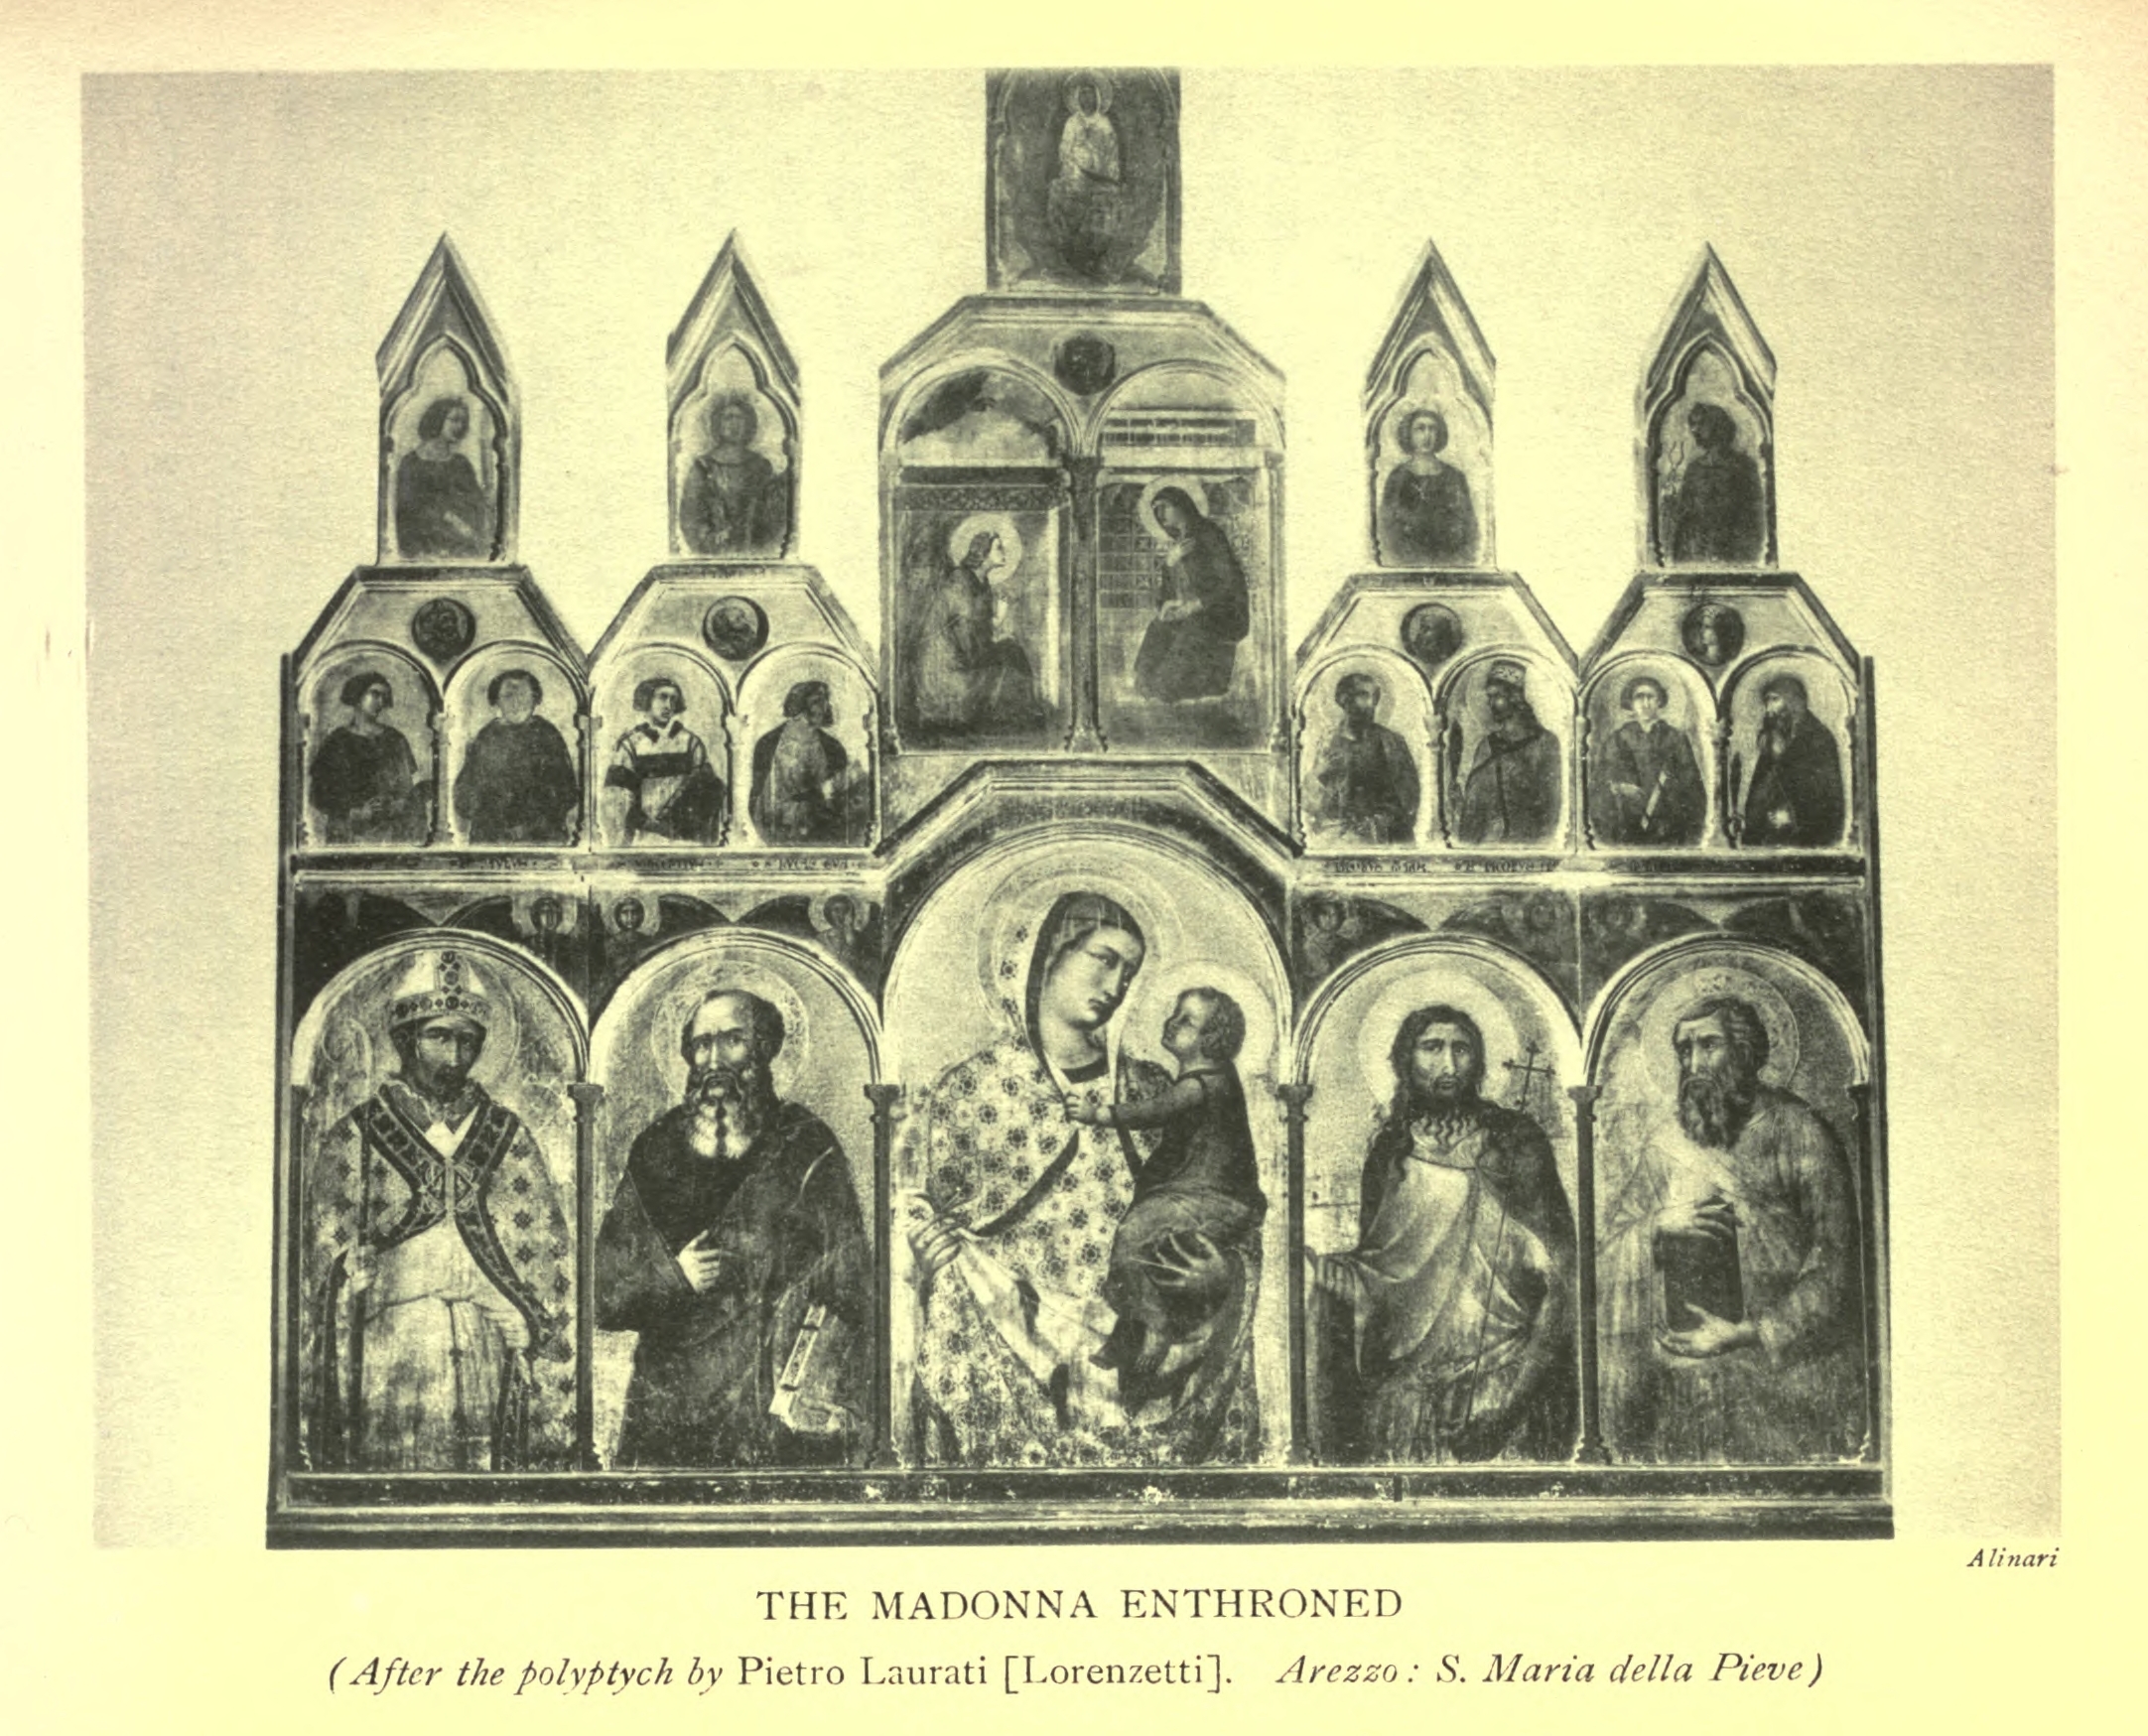 Alinari
THE MADONNA ENTHRONED
(After the polyptych by Pietro Laurati [Lorenzetti]. Arezzo: S. Maria della Pieve)